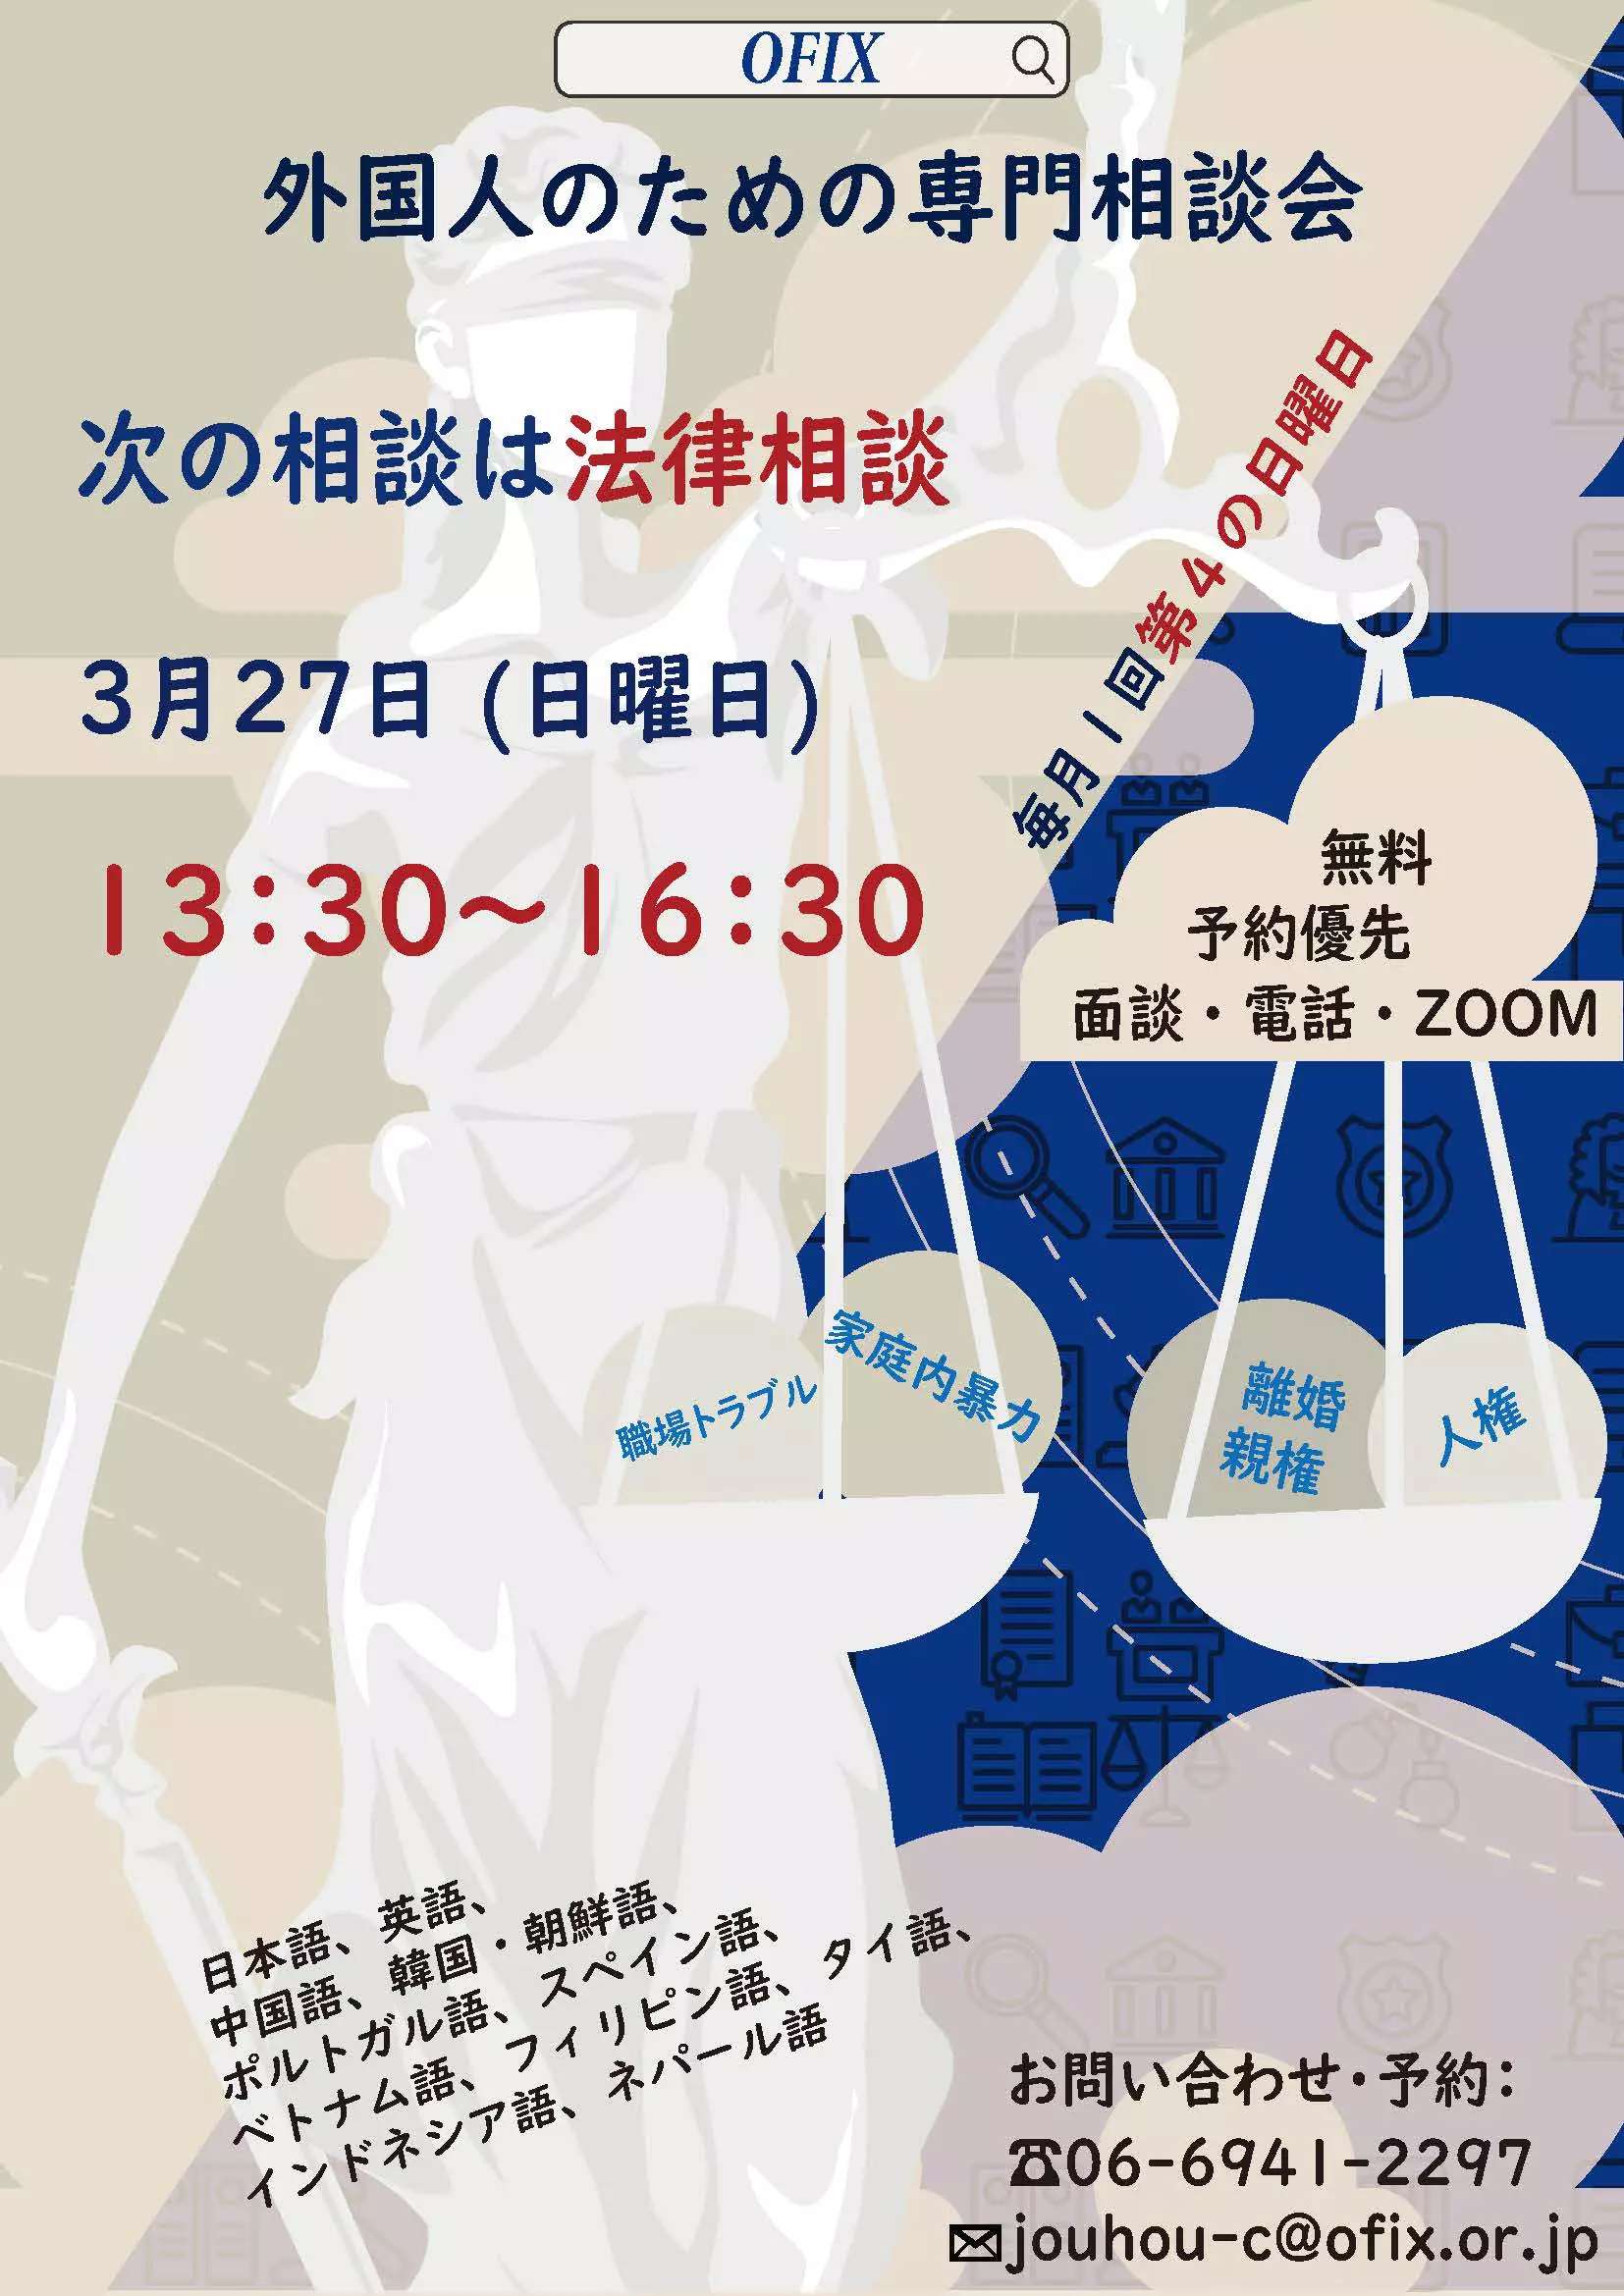 OFIX
外国人のための専門相談会
次の相談は法律相談
毎月1回第4の日曜日
3月27日 (日曜日)
13:30〜16:30
無料
予約優先
面談・電話・ZOOM
職場トラブル
家庭内暴力
離婚
親権
人権
日本語、英語、
中国語、韓国・朝鮮語、
ポルトガル語、スペイン語、
ベトナム語、フィリピン語、タイ語、
インドネシア語、ネパール語
お問い合わせ・予約:
☎06-6941-2297
✉jouhou-c@ofix.or.jp